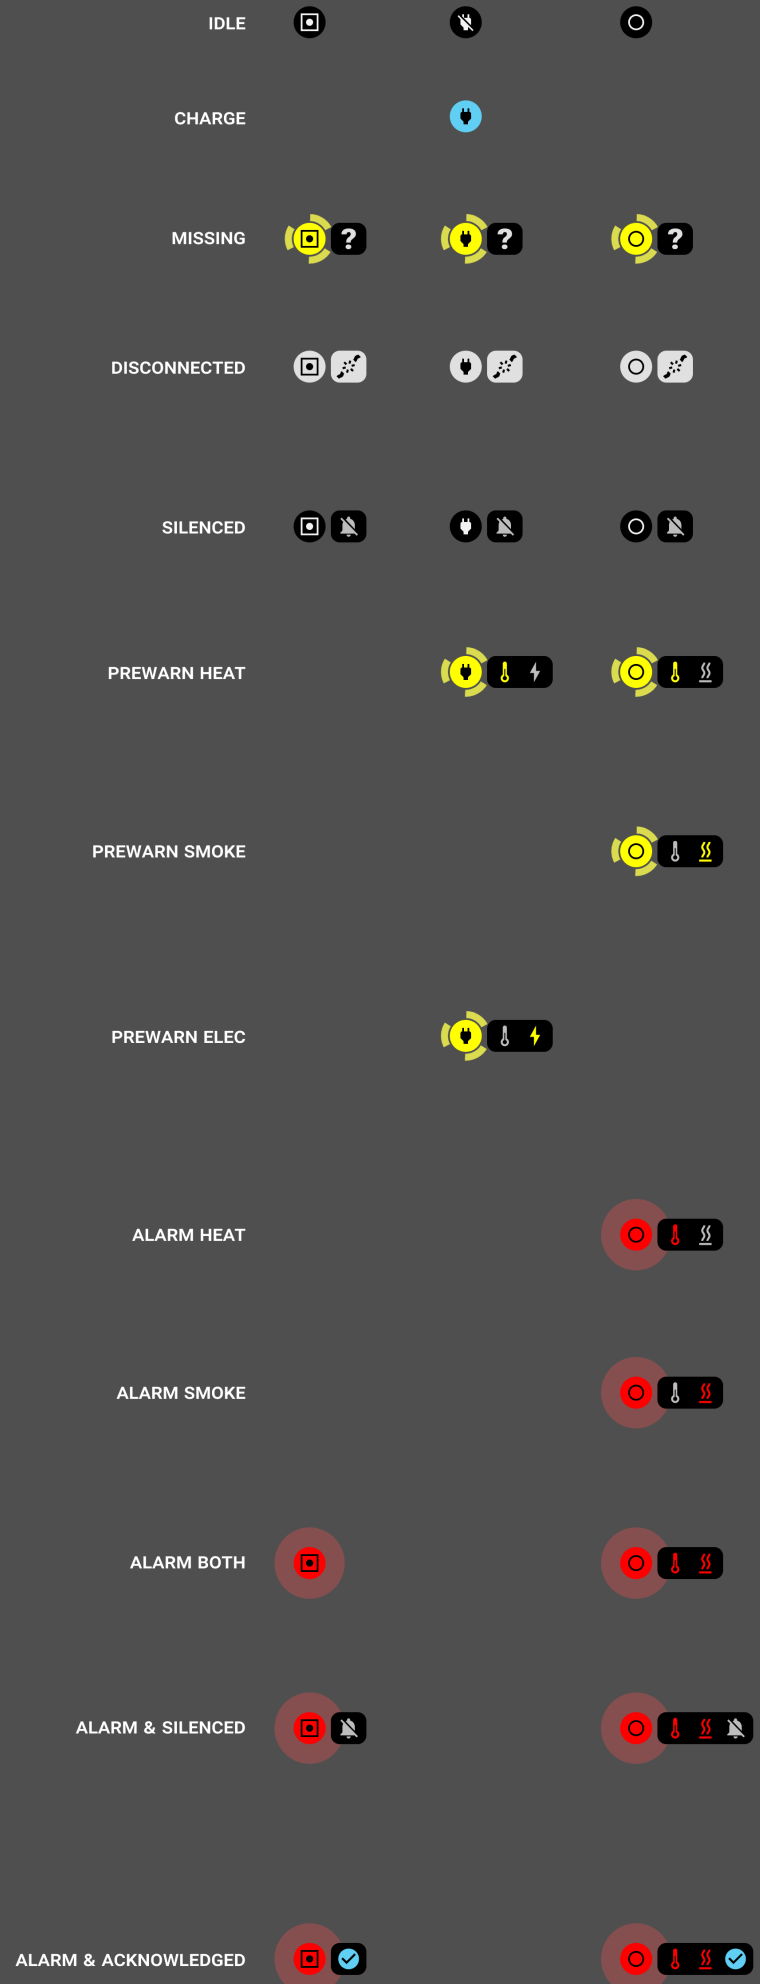 IDLE
CHARGE
MISSING
? ? ?
DISCONNECTED
SILENCED
PREWARN HEAT
PREWARN SMOKE
PREWARN ELEC
ALARM HEAT
ALARM SMOKE
ALARM BOTH
ALARM & SILENCED
ALARM & ACKNOWLEDGED